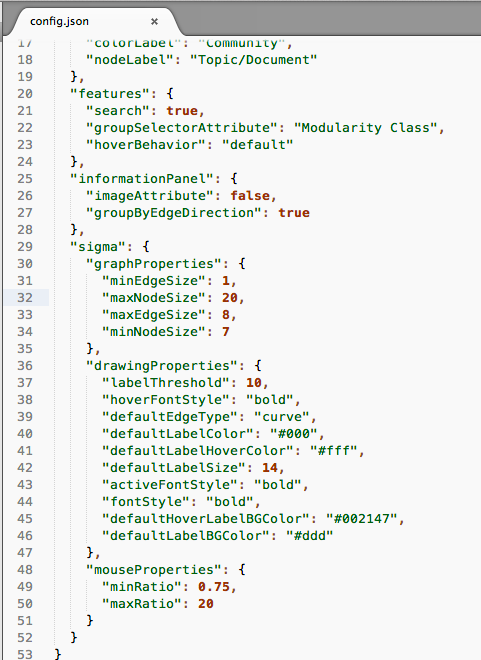 config.json ×
17 "colorLabel": "Community",
18 "nodeLabel": "Topic/Document"
19 },
20 "features": {
21 "search": true,
22 "groupSelectorAttribute": "Modularity Class",
23 "hoverBehavior": "default"
24 },
25 "informationPanel": {
26 "imageAttribute": false,
27 "groupByEdgeDirection": true
28 },
29 "sigma": {
30 "graphProperties": {
31 "minEdgeSize": 1,
32 "maxNodeSize": 20,
33 "maxEdgeSize": 8,
34 "minNodeSize": 7
35 },
36 "drawingProperties": {
37 "labelThreshold": 10,
38 "hoverFontStyle": "bold",
39 "defaultEdgeType": "curve",
40 "defaultLabelColor": "#000",
41 "defaultLabelHoverColor": "#fff",
42 "defaultLabelSize": 14,
43 "activeFontStyle": "bold",
44 "fontStyle": "bold",
45 "defaultHoverLabelBGColor": "#002147",
46 "defaultLabelBGColor": "#ddd"
47 },
48 "mouseProperties": {
49 "minRatio": 0.75,
50 "maxRatio": 20
51 }
52 }
53 }